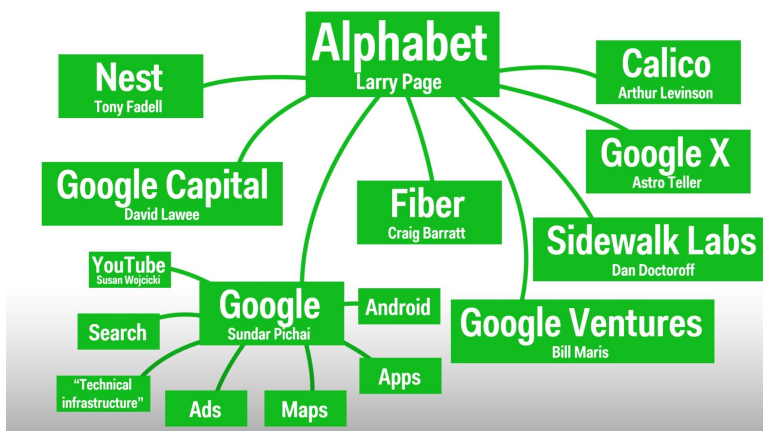 Alphabet
Larry Page
Nest
Tony Fadell
Calico
Arthur Levinson
Google X
Astro Teller
Google Capital
David Lawee
Fiber
Craig Barratt
Sidewalk Labs
Dan Doctoroff
YouTube
Susan Wojcicki
Google
Sundar Pichai
Android
Google Ventures
Bill Maris
Search
Apps
"Technical
infrastructure"
Ads
Maps